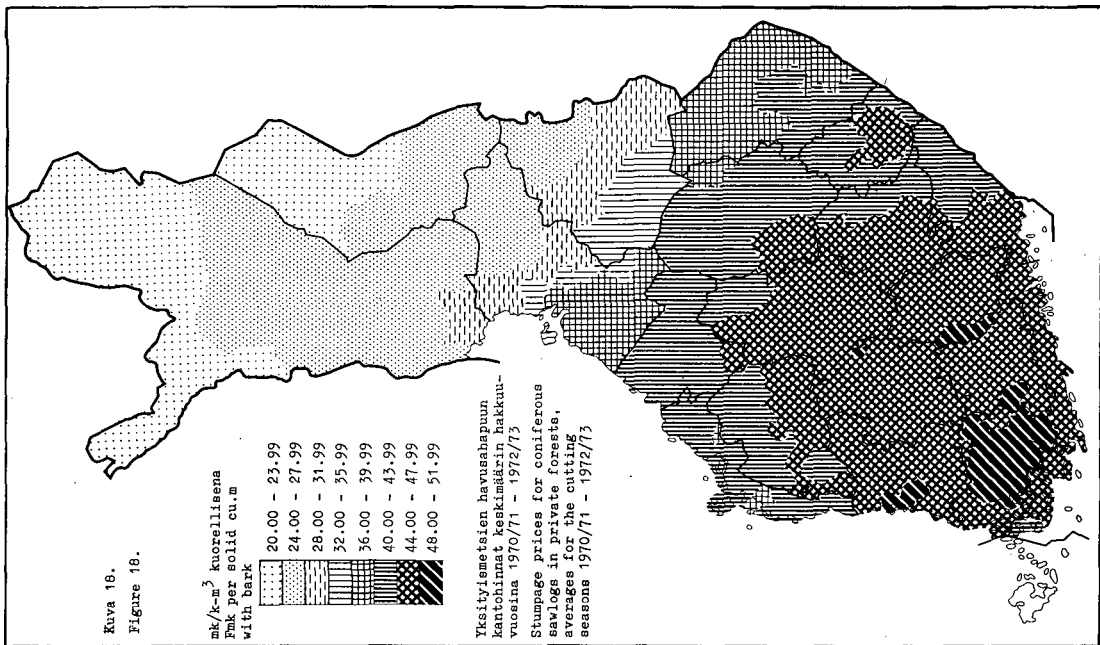 Kuva 18.
Figure 18.
mk/k-m³ kuorellisena
Fmk per solid cu.m
with bark
20.00 - 23.99
24.00 - 27.99
28.00 - 31.99
32.00 - 35.99
36.00 - 39.99
40.00 - 43.99
44.00 - 47.99
48.00 - 51.99
Yksityismetsien havusahapuun
kantohinnat keskimäärin hakkuu-
vuosina 1970/71 - 1972/73
Stumpage prices for coniferous
sawlogs in private forests,
averages for the cutting
seasons 1970/71 - 1972/73